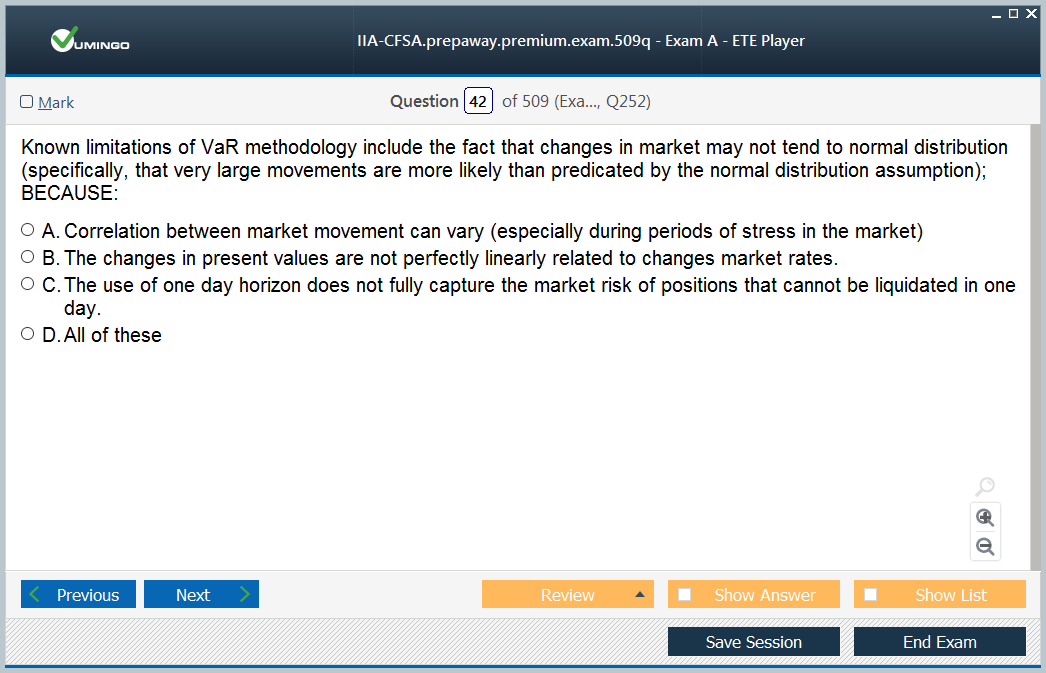 VUMINGO
IIA-CFSA.prepaway.premium.exam.509q - Exam A - ETE Player
Mark
Question 42 of 509 (Exa..., Q252)
Known limitations of VaR methodology include the fact that changes in market may not tend to normal distribution
(specifically, that very large movements are more likely than predicated by the normal distribution assumption);
BECAUSE:
A. Correlation between market movement can vary (especially during periods of stress in the market)
B. The changes in present values are not perfectly linearly related to changes market rates.
C. The use of one day horizon does not fully capture the market risk of positions that cannot be liquidated in one
day.
D. All of these
Previous
Next
Review
Show Answer
Show List
Save Session
End Exam